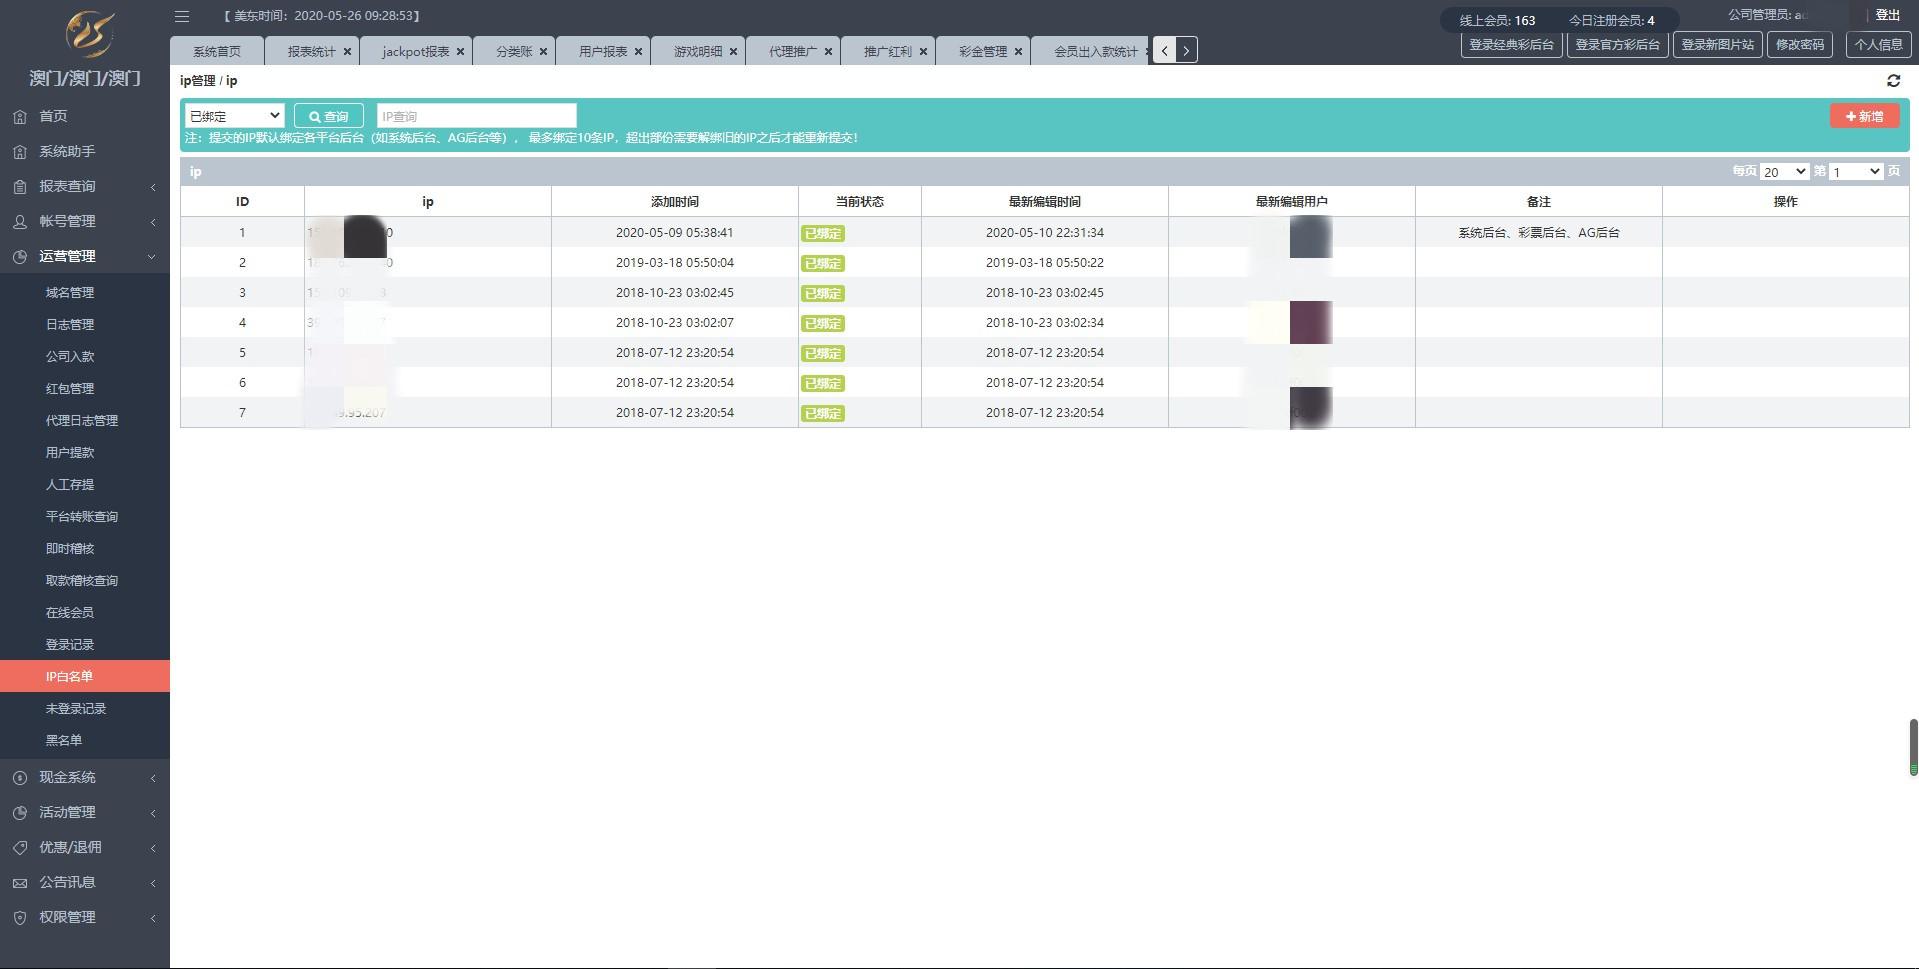 澳门/澳门/澳门
首页
系统助手
报表查询
帐号管理
运营管理
域名管理
日志管理
公司入款
红包管理
代理日志管理
用户提款
人工存提
平台转账查询
即时稽核
取款稽核查询
在线会员
登录记录
IP白名单
未登录记录
黑名单
现金系统
活动管理
优惠/退佣
公告讯息
权限管理
【 美东时间：2020-05-26 09:28:53】
线上会员: 163 今日注册会员: 4
公司管理员: | 登出
登录经典彩后台 登录官方彩后台 登录新图片站 修改密码 个人信息
系统首页 报表统计 jackpot报表 分类账 用户报表 游戏明细 代理推广 推广红利 彩金管理 会员出入款统计
ip管理 / ip
已绑定 查询 IP查询 新增
注：提交的IP默认绑定各平台后台（如系统后台、AG后台等），最多绑定10条IP，超出部份需要解绑旧的IP之后才能重新提交！
ip 每页 20 第 1 页
ID ip 添加时间 当前状态 最新编辑时间 最新编辑用户 备注 操作
1 2020-05-09 05:38:41 已绑定 2020-05-10 22:31:34 系统后台、彩票后台、AG后台
2 2019-03-18 05:50:04 已绑定 2019-03-18 05:50:22
3 2018-10-23 03:02:45 已绑定 2018-10-23 03:02:45
4 2018-10-23 03:02:07 已绑定 2018-10-23 03:02:34
5 2018-07-12 23:20:54 已绑定 2018-07-12 23:20:54
6 2018-07-12 23:20:54 已绑定 2018-07-12 23:20:54
7 2018-07-12 23:20:54 已绑定 2018-07-12 23:20:54